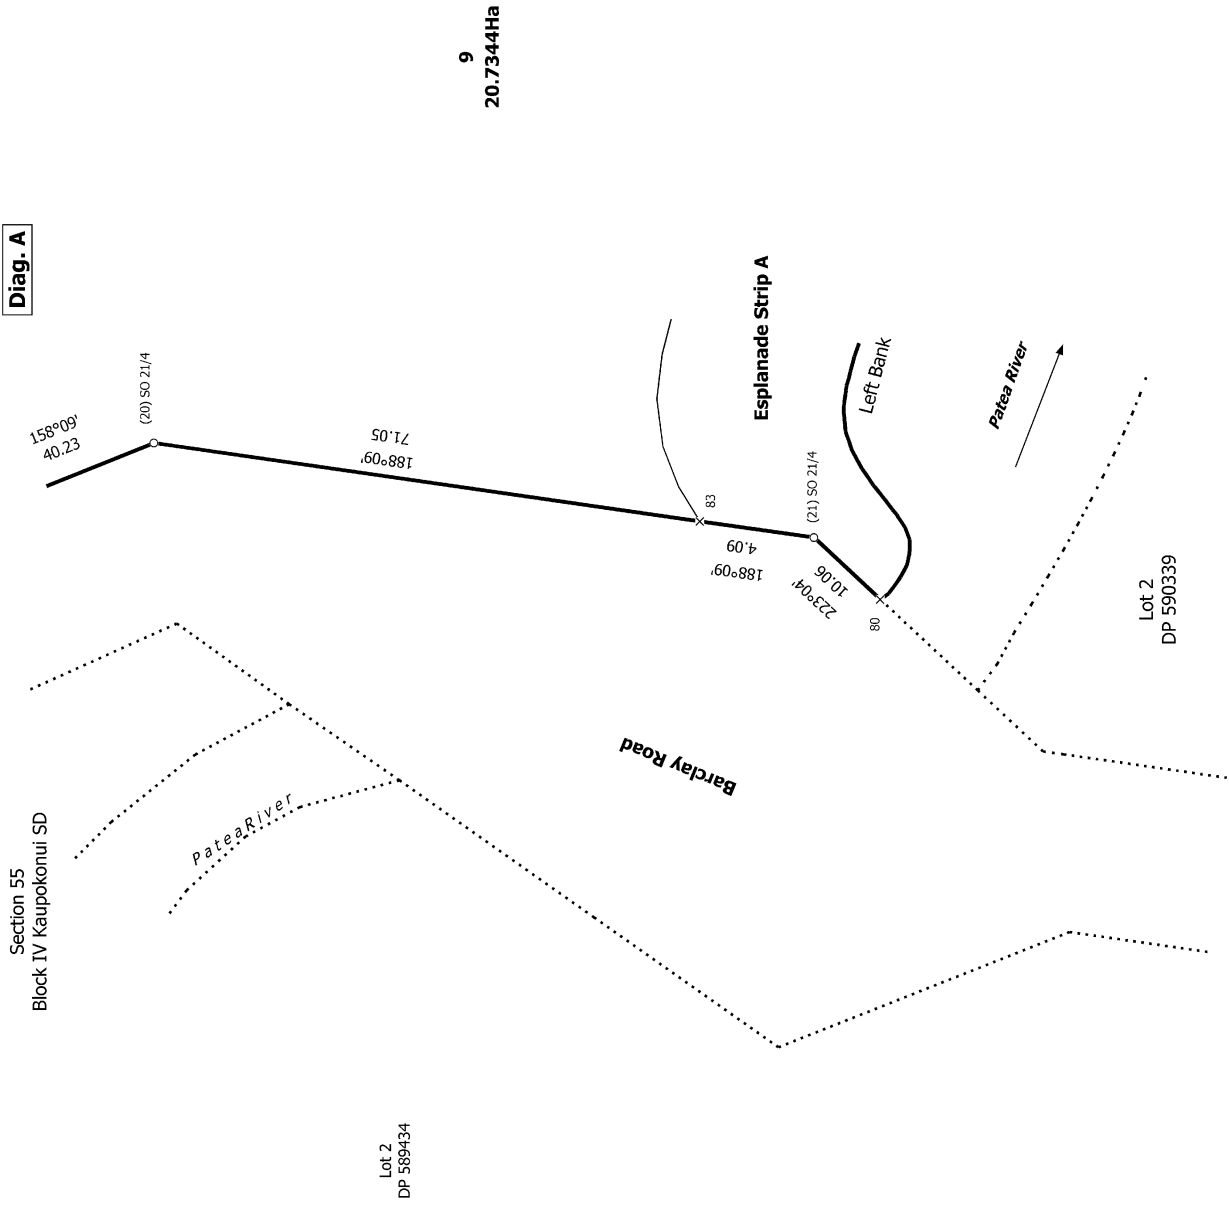 Diag. A
9
20.7344Ha
158°09'
40.23
(20) SO 21/4
71.05
188°09'
83
4.09
188°09'
Esplanade Strip A
(21) SO 21/4
10.06
223°04'
80
Left Bank
Patea River
Lot 2
DP 590339
Barclay Road
PateaRiver
Section 55
Block IV Kaupokonui SD
Lot 2
DP 589434